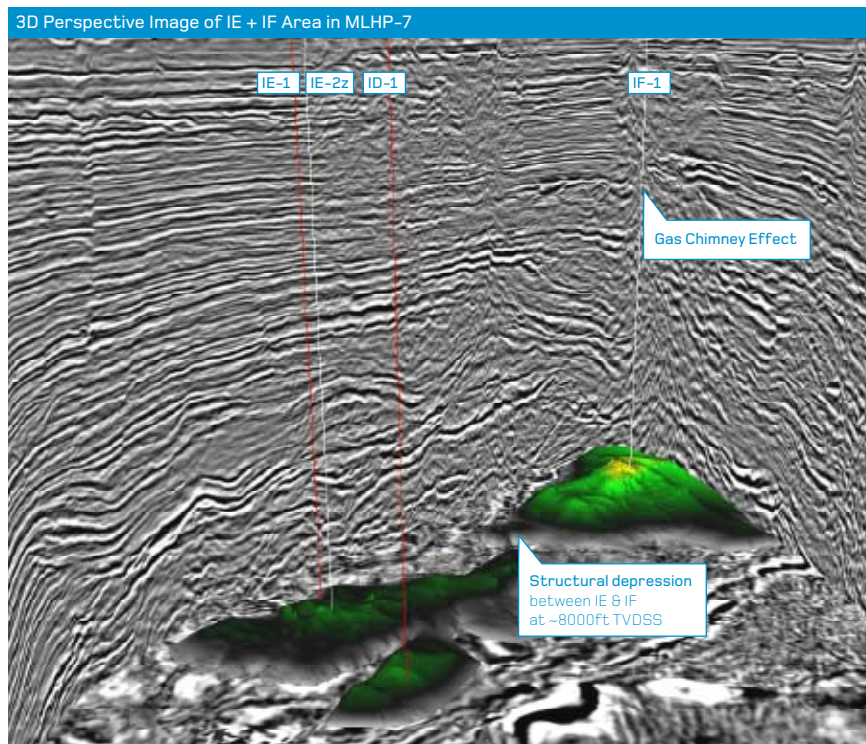 3D Perspective Image of IE + IF Area in MLHP-7
IE-1
IE-2z
ID-1
IF-1
Gas Chimney Effect
Structural depression
between IE & IF
at ~8000ft TVDSS